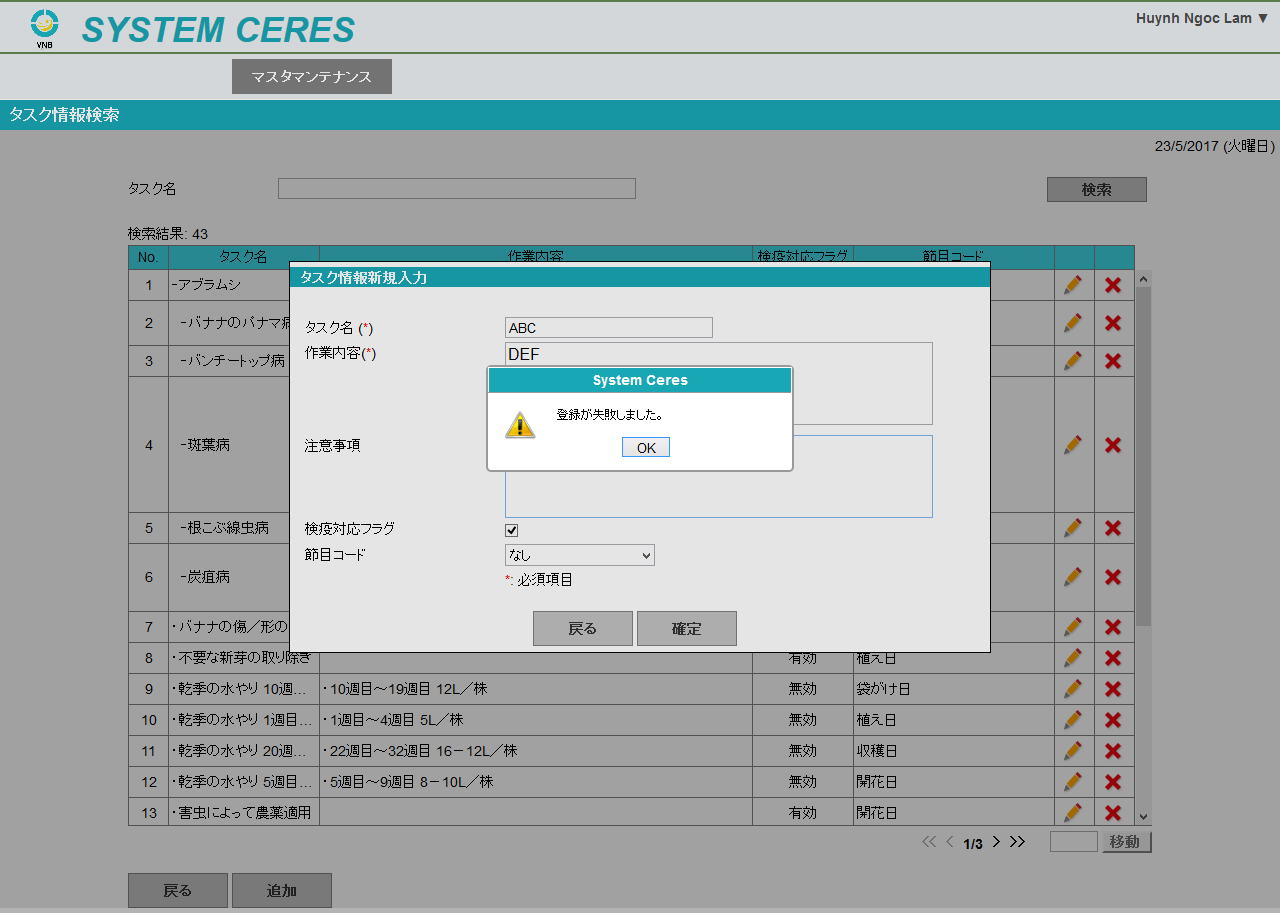 VNB
SYSTEM CERES
Huynh Ngoc Lam ▼
マスタマンテナンス
タスク情報検索
23/5/2017 (火曜日)
タスク名
検索
検索結果: 43
No. タスク名 作業内容 検疫対応フラグ 節目コード
1 -アブラムシ
2 -バナナのバナマ病
3 -バンチートップ病
4 -斑葉病
5 -根こぶ線虫病
6 -炭疽病
7 ・バナナの傷／形の
8 ・不要な新芽の取り除き 有効 植え日
9 ・乾季の水やり 10週... ・10週目～19週目 12L／株 無効 袋がけ日
10 ・乾季の水やり 1週目... ・1週目～4週目 5L／株 無効 植え日
11 ・乾季の水やり 20週... ・22週目～32週目 16－12L／株 無効 収穫日
12 ・乾季の水やり 5週目... ・5週目～9週目 8－10L／株 無効 開花日
13 ・害虫によって農薬適用 有効 開花日
タスク情報新規入力
タスク名 (*) ABC
作業内容(*) DEF
注意事項
検疫対応フラグ
節目コード なし
*: 必須項目
戻る 確定
System Ceres
登録が失敗しました。
OK
<< < 1/3 > >> 移動
戻る 追加